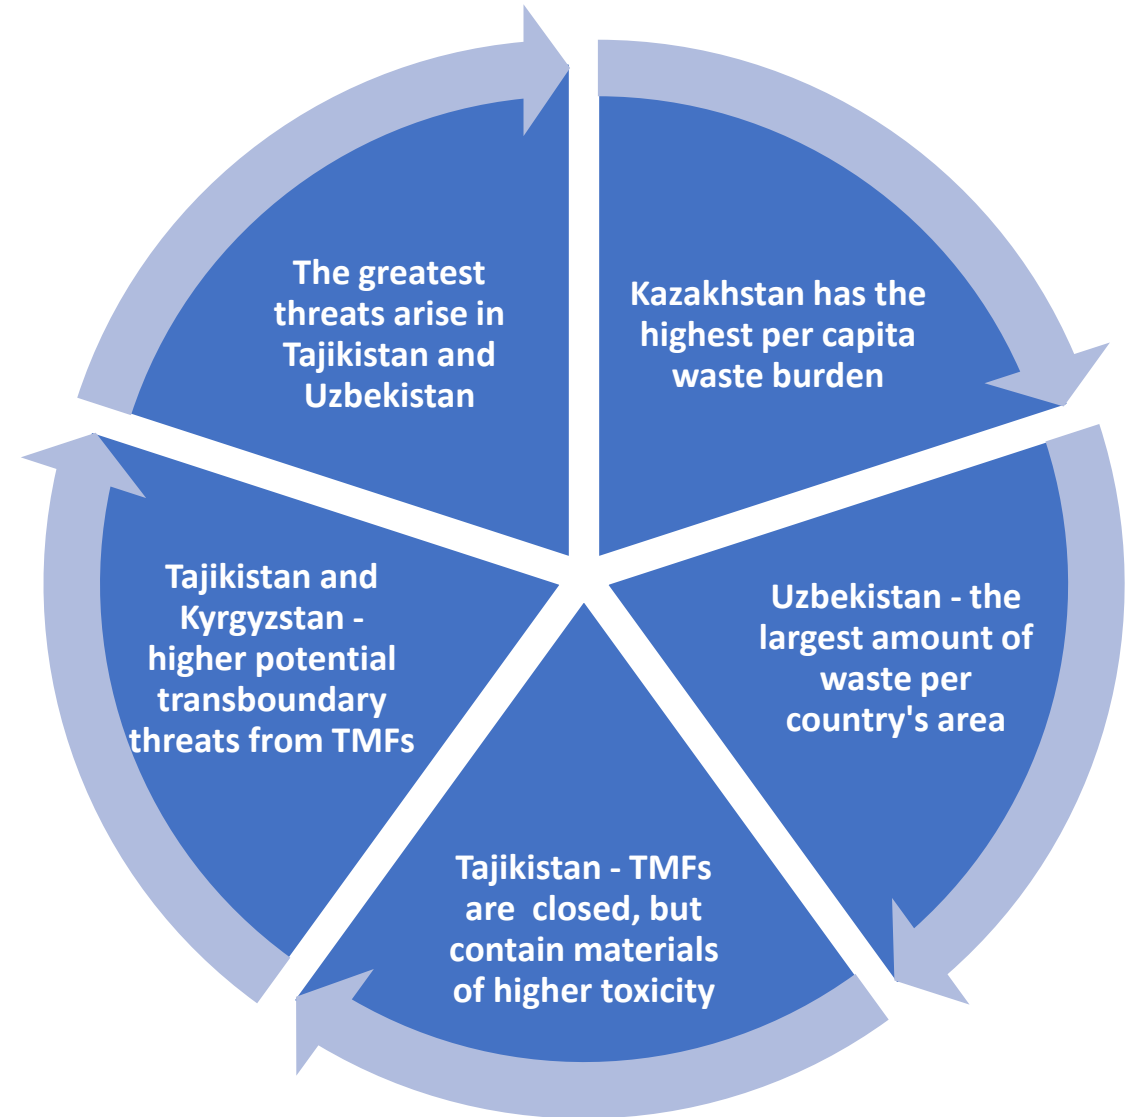 Kazakhstan has the
highest per capita
waste burden
Uzbekistan - the
largest amount of
waste per
country's area
Tajikistan - TMFs
are closed, but
contain materials
of higher toxicity
Tajikistan and
Kyrgyzstan -
higher potential
transboundary
threats from TMFs
The greatest
threats arise in
Tajikistan and
Uzbekistan